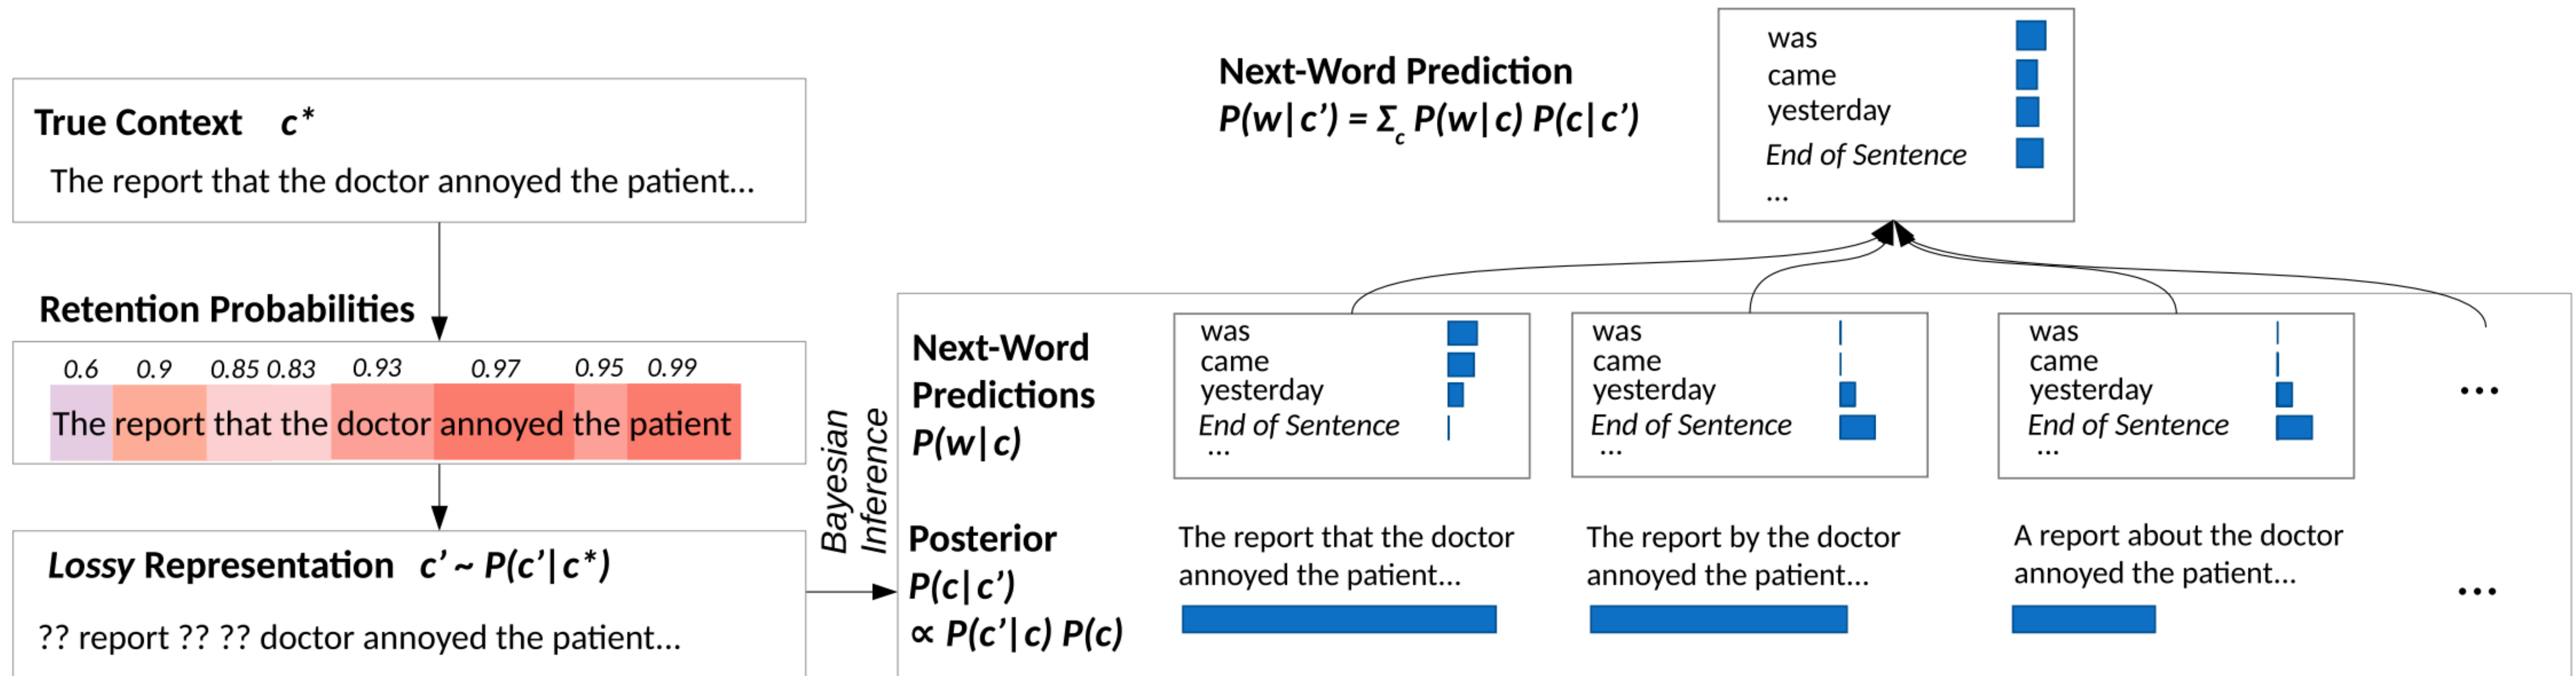 True Context c*
The report that the doctor annoyed the patient...
Retention Probabilities
0.6 0.9 0.85 0.83 0.93 0.97 0.95 0.99
The report that the doctor annoyed the patient
Lossy Representation c’ ~ P(c’|c*)
?? report ?? ?? doctor annoyed the patient...
Bayesian
Inference
Next-Word Prediction
P(w|c’) = Σc P(w|c) P(c|c’)
was
came
yesterday
End of Sentence
...
Next-Word
Predictions
P(w|c)
was
came
yesterday
End of Sentence
...
was
came
yesterday
End of Sentence
...
was
came
yesterday
End of Sentence
...
...
Posterior
P(c|c’)
∝ P(c’|c) P(c)
The report that the doctor
annoyed the patient...
The report by the doctor
annoyed the patient...
A report about the doctor
annoyed the patient...
...